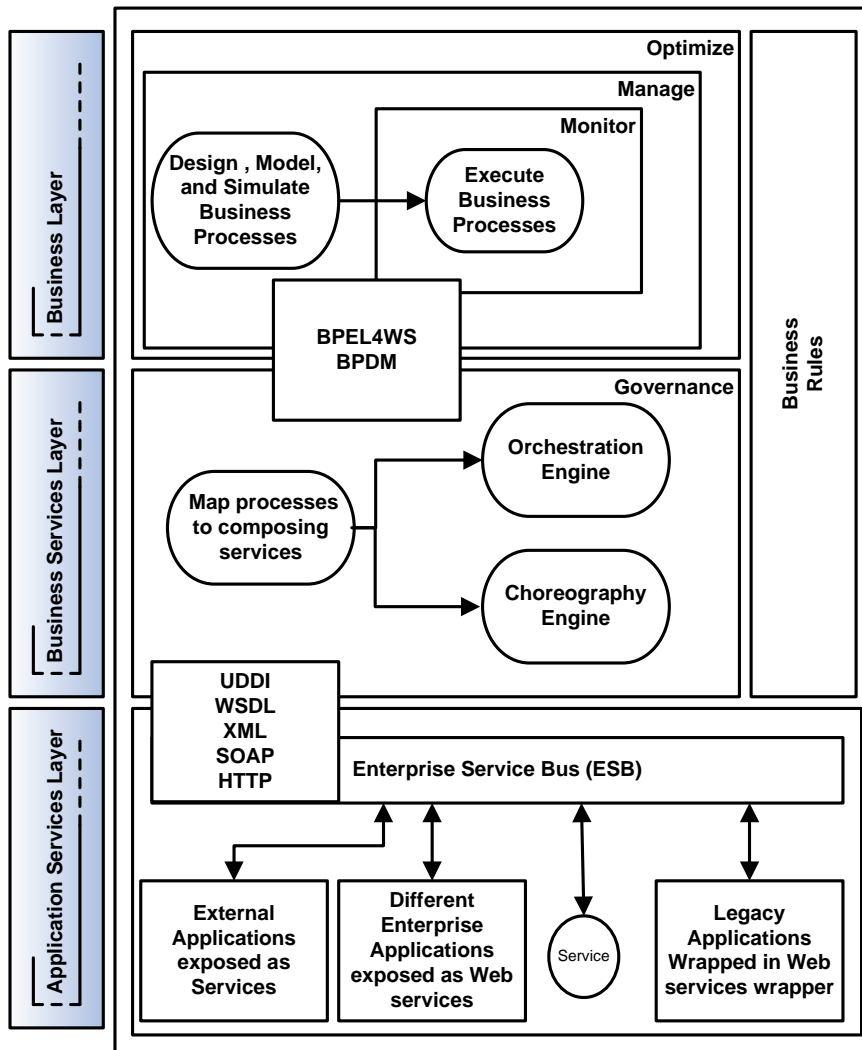 Business Layer
Optimize
Manage
Monitor
Design , Model,
and Simulate
Business
Processes
Execute
Business
Processes
BPEL4WS
BPDM
Business
Rules
Business Services Layer
Governance
Map processes
to composing
services
Orchestration
Engine
Choreography
Engine
UDDI
WSDL
XML
SOAP
HTTP
Application Services Layer
Enterprise Service Bus (ESB)
External
Applications
exposed as
Services
Different
Enterprise
Applications
exposed as Web
services
Service
Legacy
Applications
Wrapped in Web
services wrapper